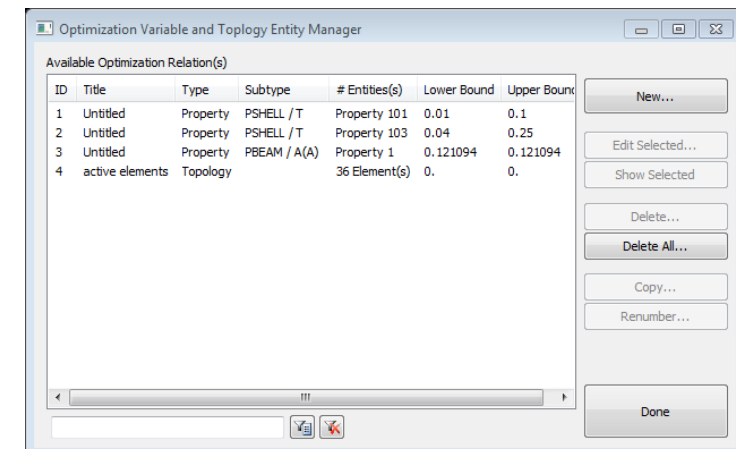 Optimization Variable and Toplogy Entity Manager
Available Optimization Relation(s)
ID Title Type Subtype # Entities(s) Lower Bound Upper Bound
1 Untitled Property PSHELL / T Property 101 0.01 0.1
2 Untitled Property PSHELL / T Property 103 0.04 0.25
3 Untitled Property PBEAM / A(A) Property 1 0.121094 0.121094
4 active elements Topology 36 Element(s) 0. 0.
New...
Edit Selected...
Show Selected
Delete...
Delete All...
Copy...
Renumber...
Done